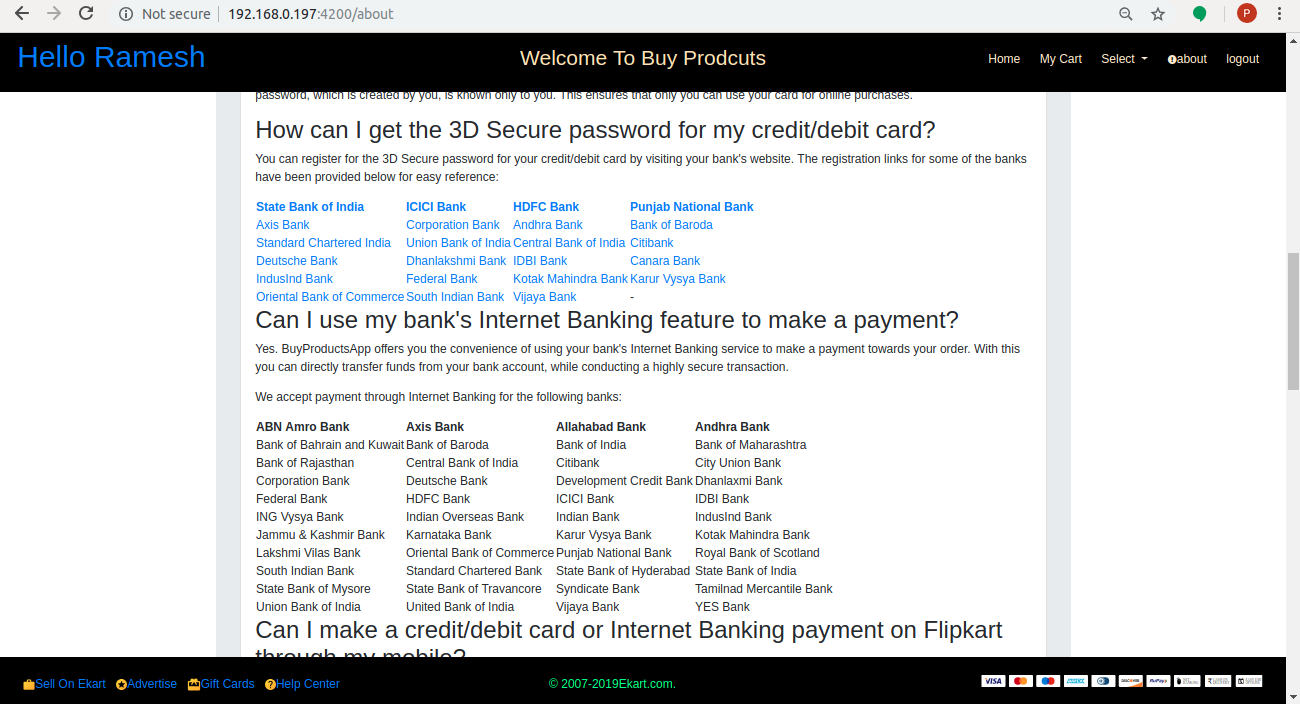 Not secure 192.168.0.197:4200/about P
Hello Ramesh
Welcome To Buy Prodcuts
Home My Cart Select about logout
password, which is created by you, is known only to you. This ensures that only you can use your card for online purchases.
How can I get the 3D Secure password for my credit/debit card?
You can register for the 3D Secure password for your credit/debit card by visiting your bank's website. The registration links for some of the banks
have been provided below for easy reference:
State Bank of India ICICI Bank HDFC Bank Punjab National Bank
Axis Bank Corporation Bank Andhra Bank Bank of Baroda
Standard Chartered India Union Bank of India Central Bank of India Citibank
Deutsche Bank Dhanlakshmi Bank IDBI Bank Canara Bank
IndusInd Bank Federal Bank Kotak Mahindra Bank Karur Vysya Bank
Oriental Bank of Commerce South Indian Bank Vijaya Bank -
Can I use my bank's Internet Banking feature to make a payment?
Yes. BuyProductsApp offers you the convenience of using your bank's Internet Banking service to make a payment towards your order. With this
you can directly transfer funds from your bank account, while conducting a highly secure transaction.
We accept payment through Internet Banking for the following banks:
ABN Amro Bank Axis Bank Allahabad Bank Andhra Bank
Bank of Bahrain and Kuwait Bank of Baroda Bank of India Bank of Maharashtra
Bank of Rajasthan Central Bank of India Citibank City Union Bank
Corporation Bank Deutsche Bank Development Credit Bank Dhanlaxmi Bank
Federal Bank HDFC Bank ICICI Bank IDBI Bank
ING Vysya Bank Indian Overseas Bank Indian Bank IndusInd Bank
Jammu & Kashmir Bank Karnataka Bank Karur Vysya Bank Kotak Mahindra Bank
Lakshmi Vilas Bank Oriental Bank of Commerce Punjab National Bank Royal Bank of Scotland
South Indian Bank Standard Chartered Bank State Bank of Hyderabad State Bank of India
State Bank of Mysore State Bank of Travancore Syndicate Bank Tamilnad Mercantile Bank
Union Bank of India United Bank of India Vijaya Bank YES Bank
Can I make a credit/debit card or Internet Banking payment on Flipkart
through my mobile?
Sell On Ekart Advertise Gift Cards Help Center
© 2007-2019Ekart.com.
VISA DISCOVER RuPay